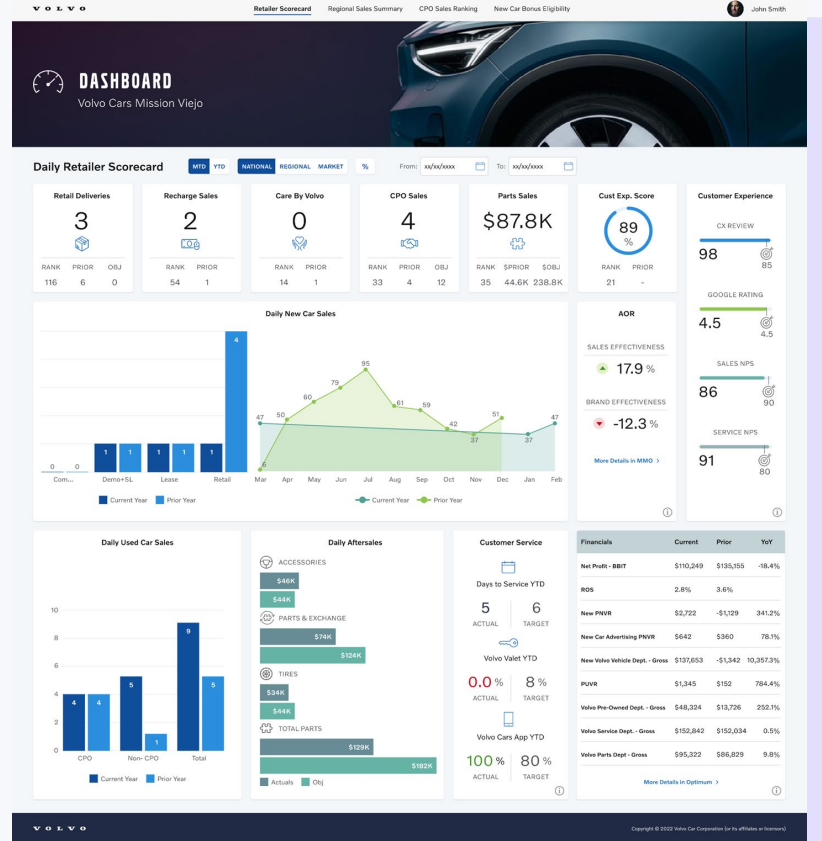 VOLVO
Retailer Scorecard Regional Sales Summary CPO Sales Ranking New Car Bonus Eligibility
John Smith
DASHBOARD
Volvo Cars Mission Viejo
Daily Retailer Scorecard
MTD YTD
NATIONAL REGIONAL MARKET
%
From: xx/xx/xxxx
To: xx/xx/xxxx
Retail Deliveries
3
RANK PRIOR OBJ
116 6 0
Recharge Sales
2
RANK PRIOR
54 1
Care By Volvo
0
RANK PRIOR
14 1
CPO Sales
4
RANK PRIOR OBJ
33 4 12
Parts Sales
$87.8K
RANK $PRIOR $OBJ
35 44.6K 238.8K
Cust Exp. Score
89
%
RANK PRIOR
21 -
Customer Experience
CX REVIEW
98
85
GOOGLE RATING
4.5
4.5
SALES NPS
86
90
SERVICE NPS
91
80
Daily New Car Sales
4
1 1 1 1 1
0 0
Com... Demo+SL Lease Retail
Current Year Prior Year
95
79
60
61 59
47 50 51 47
42
37 37
6
Mar Apr May Jun Jul Aug Sep Oct Nov Dec Jan Feb
Current Year Prior Year
AOR
SALES EFFECTIVENESS
17.9 %
BRAND EFFECTIVENESS
-12.3 %
More Details in MMO >
Daily Used Car Sales
10
8
6
4
2
0
4 4
5 1
9 5
CPO Non- CPO Total
Current Year Prior Year
Daily Aftersales
ACCESSORIES
$46K
$44K
PARTS & EXCHANGE
$74K
$124K
TIRES
$34K
$44K
TOTAL PARTS
$129K
$182K
Actuals Obj
Customer Service
Days to Service YTD
5 6
ACTUAL TARGET
Volvo Valet YTD
0.0 % 8 %
ACTUAL TARGET
Volvo Cars App YTD
100 % 80 %
ACTUAL TARGET
Financials Current Prior YoY
Net Profit - BBIT $110,249 $135,155 -18.4%
ROS 2.8% 3.6%
New PNVR $2,722 -$1,129 341.2%
New Car Advertising PNVR $642 $360 78.1%
New Volvo Vehicle Dept. - Gross $137,653 -$1,342 10,357.3%
PUVR $1,345 $152 784.4%
Volvo Pre-Owned Dept. - Gross $48,324 $13,726 252.1%
Volvo Service Dept. - Gross $152,842 $152,034 0.5%
Volvo Parts Dept - Gross $95,322 $86,829 9.8%
More Details in Optimum >
VOLVO
Copyright © 2022 Volvo Car Corporation (or its affiliates or licensors)